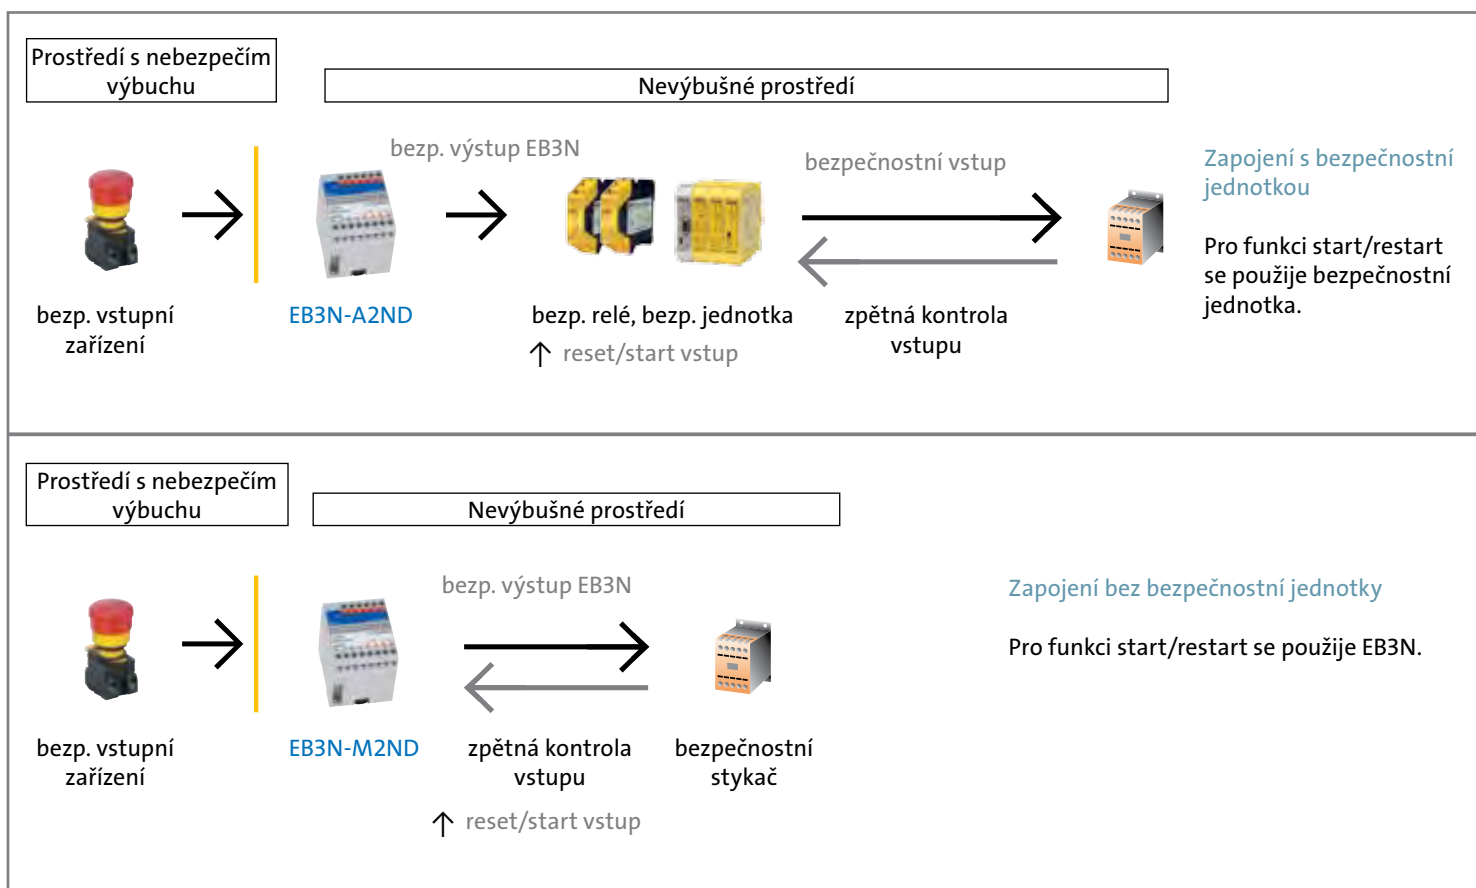 Prostředí s nebezpečím
výbuchu
Nevýbušné prostředí
bezp. výstup EB3N
bezpečnostní vstup
bezp. vstupní
zařízení
EB3N-A2ND
bezp. relé, bezp. jednotka
↑ reset/start vstup
zpětná kontrola
vstupu
Zapojení s bezpečnostní
jednotkou
Pro funkci start/restart
se použije bezpečnostní
jednotka.
Prostředí s nebezpečím
výbuchu
Nevýbušné prostředí
bezp. výstup EB3N
bezp. vstupní
zařízení
EB3N-M2ND
zpětná kontrola
vstupu
↑ reset/start vstup
bezpečnostní
stykač
Zapojení bez bezpečnostní jednotky
Pro funkci start/restart se použije EB3N.